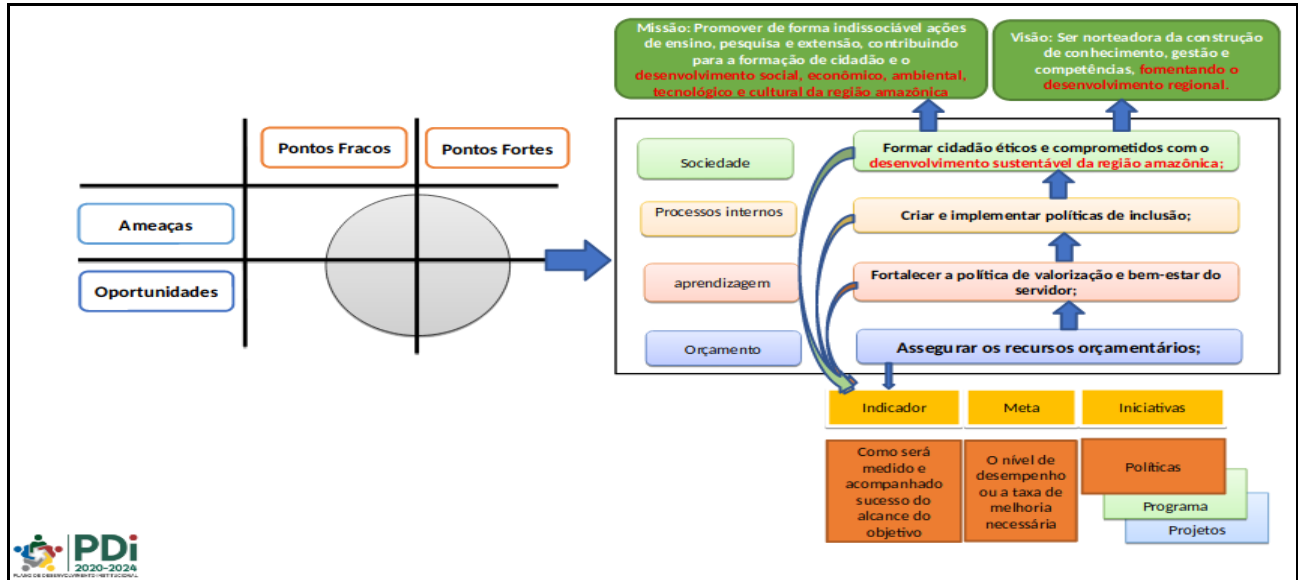 Missão: Promover de forma indissociável ações
de ensino, pesquisa e extensão, contribuindo
para a formação de cidadão e o
desenvolvimento social, econômico, ambiental,
tecnológico e cultural da região amazônica
Visão: Ser norteadora da construção
de conhecimento, gestão e
competências, fomentando o
desenvolvimento regional.
Pontos Fracos
Pontos Fortes
Ameaças
Oportunidades
Sociedade
Formar cidadão éticos e comprometidos com o
desenvolvimento sustentável da região amazônica;
Processos internos
Criar e implementar políticas de inclusão;
aprendizagem
Fortalecer a política de valorização e bem-estar do
servidor;
Orçamento
Assegurar os recursos orçamentários;
Indicador
Meta
Iniciativas
Como será
medido e
acompanhado
sucesso do
alcance do
objetivo
O nível de
desempenho
ou a taxa de
melhoria
necessária
Políticas
Programa
Projetos
PDi
2020-2024
PLANO DE DESENVOLVIMENTO INSTITUCIONAL